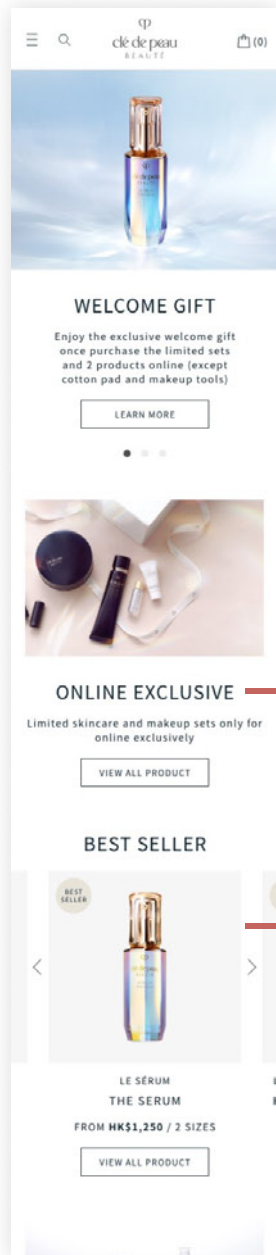 clé de peau
BEAUTÉ
(0)
WELCOME GIFT
Enjoy the exclusive welcome gift
once purchase the limited sets
and 2 products online (except
cotton pad and makeup tools)
LEARN MORE
ONLINE EXCLUSIVE
Limited skincare and makeup sets only for
online exclusively
VIEW ALL PRODUCT
BEST SELLER
BEST
SELLER
clé de peau
LE SÉRUM
THE SERUM
FROM HK$1,250 / 2 SIZES
VIEW ALL PRODUCT